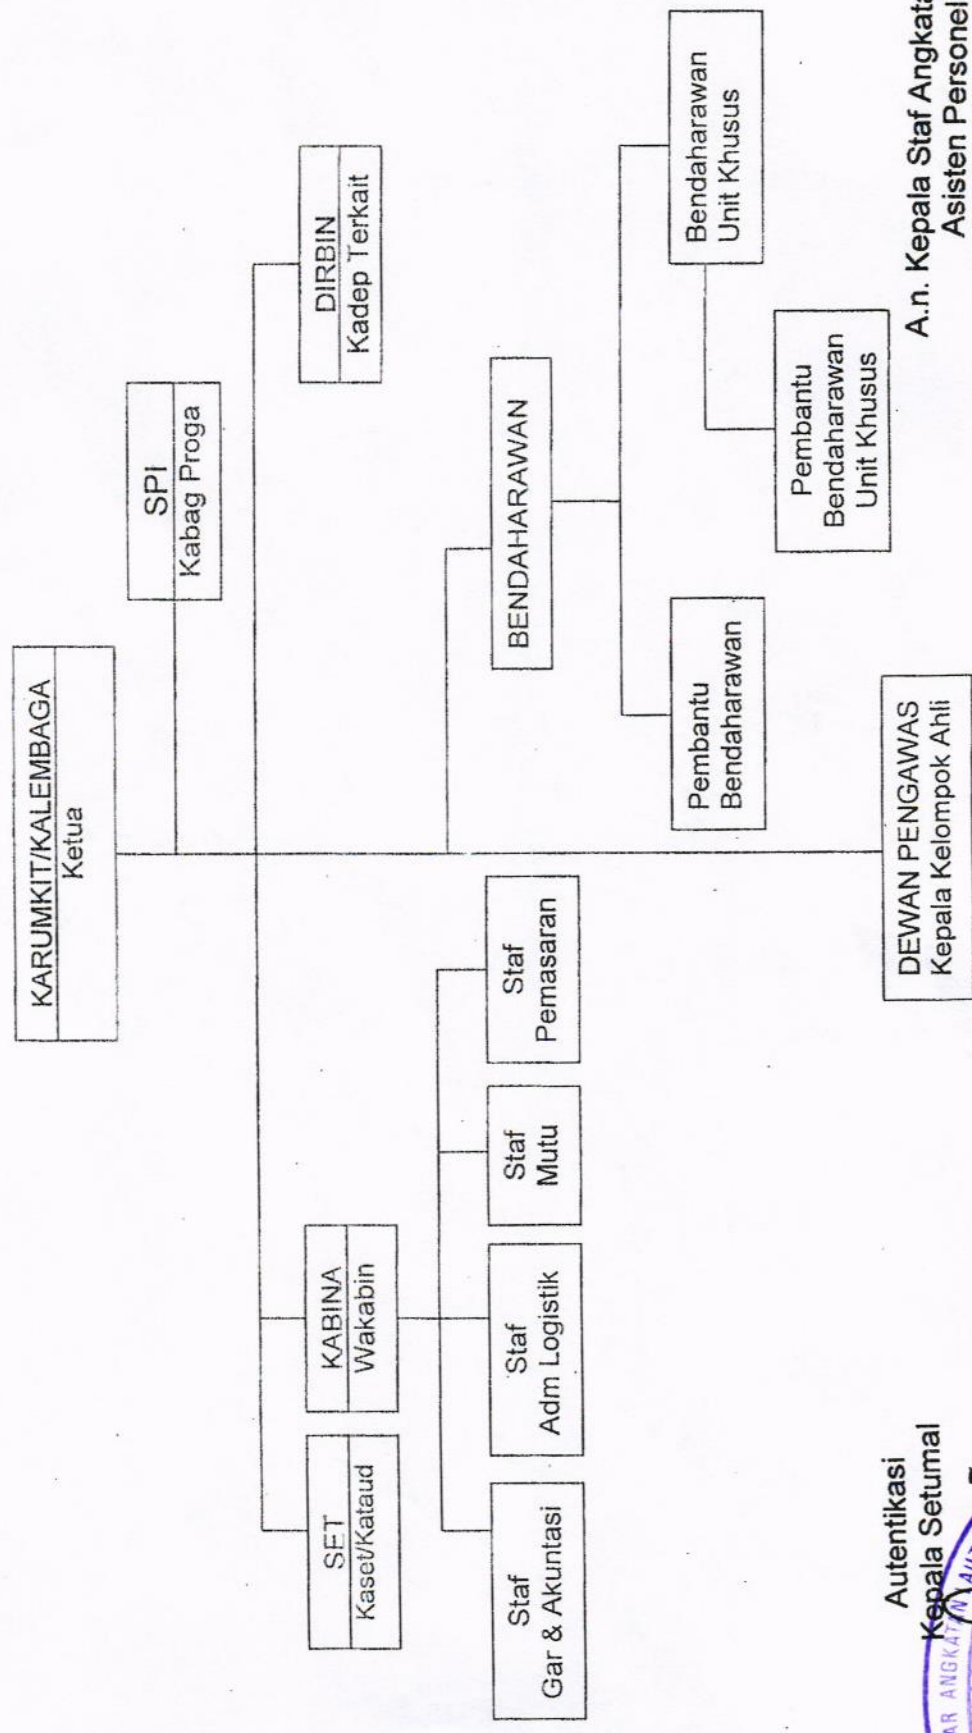 KARUMKIT/KALEMBAGA
Ketua
SPI
Kabag Proga
SET
Kaset/Kataud
KABINA
Wakabin
DIRBIN
Kadep Terkait
Staf
Gar & Akuntasi
Staf
Adm Logistik
Staf
Mutu
Staf
Pemasaran
BENDAHARAWAN
Pembantu
Bendaharawan
Bendaharawan
Unit Khusus
Pembantu
Bendaharawan
Unit Khusus
DEWAN PENGAWAS
Kepala Kelompok Ahli
Autentikasi
Kepala Setumal
A.n. Kepala Staf
Asisten Personel